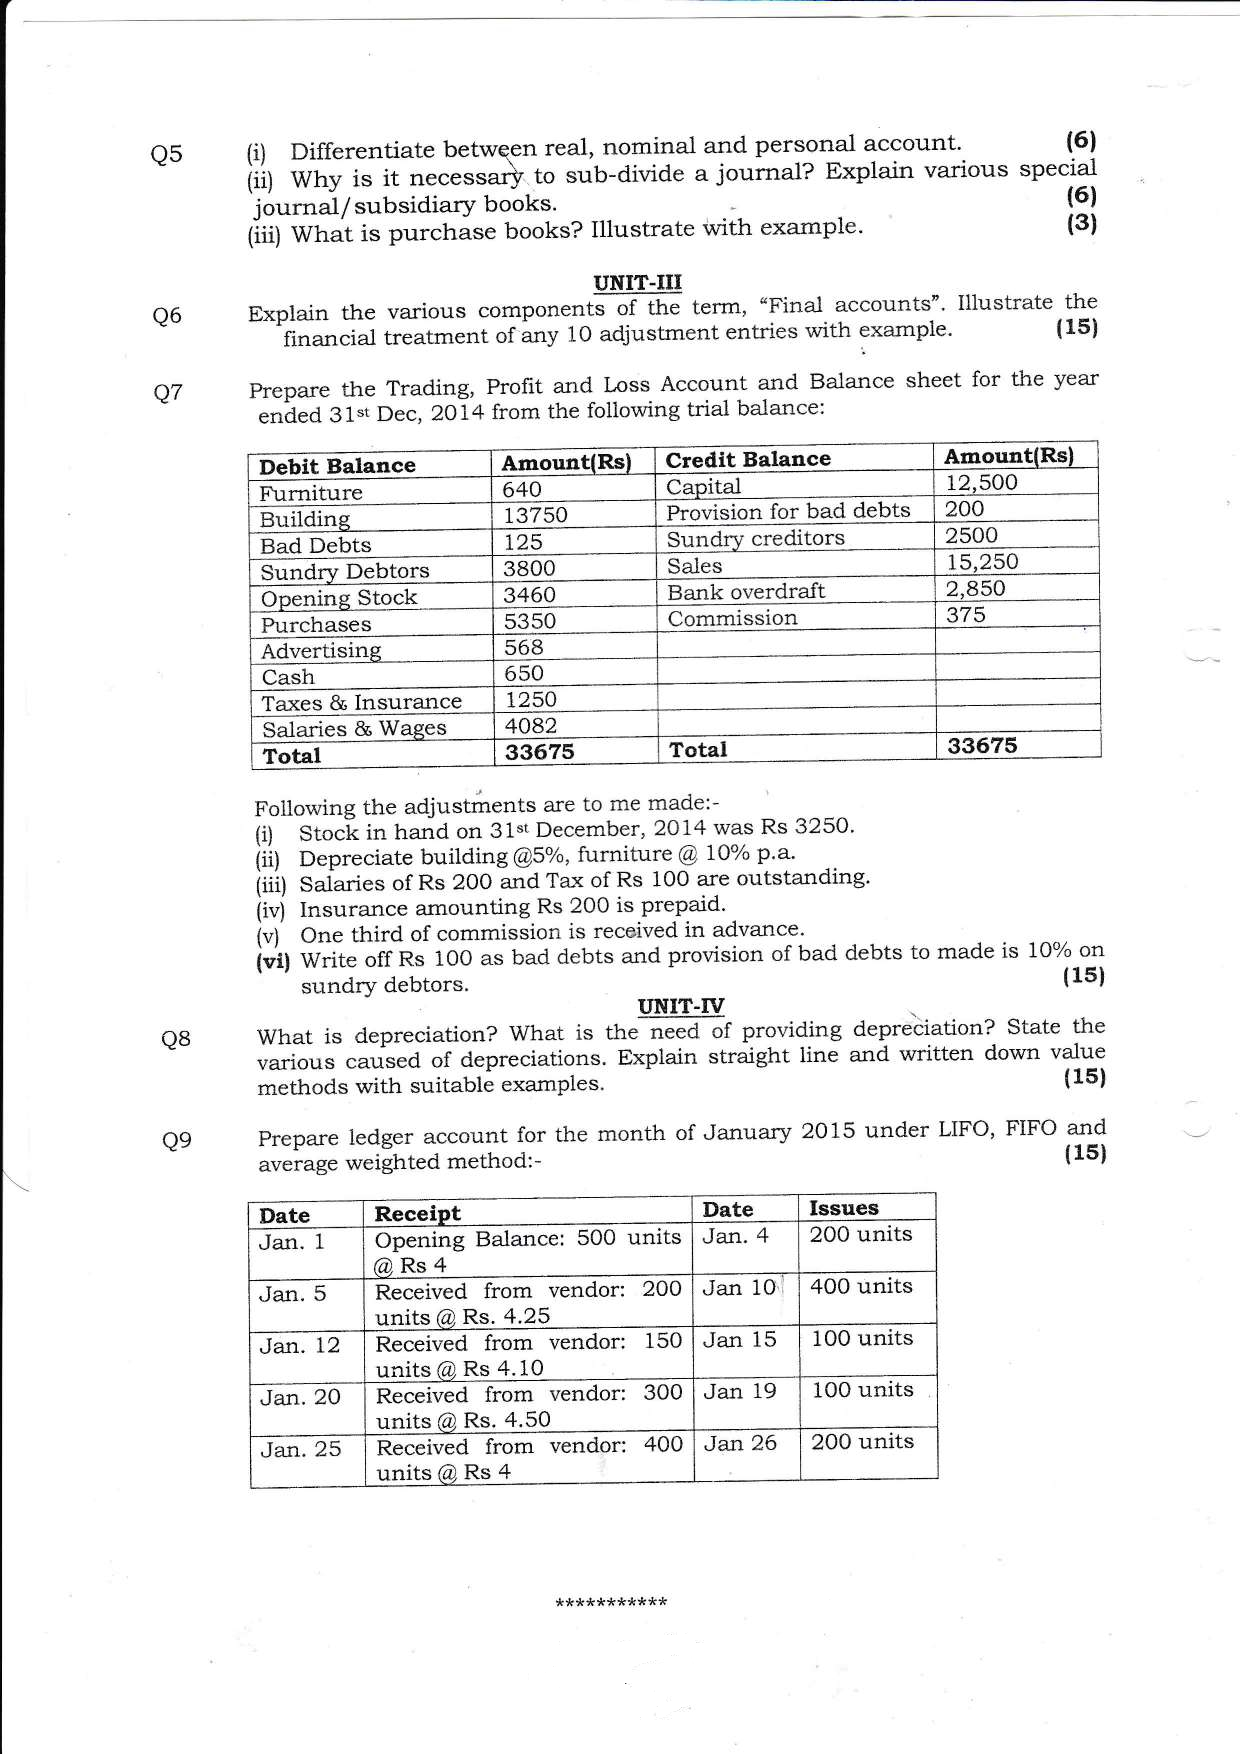 Q5 (i) Differentiate between real, nominal and personal account. (6)
(ii) Why is it necessary to sub-divide a journal? Explain various special
journal/subsidiary books. (6)
(iii) What is purchase books? Illustrate with example. (3)
UNIT-III
Q6 Explain the various components of the term, “Final accounts”. Illustrate the
financial treatment of any 10 adjustment entries with example. (15)
Q7 Prepare the Trading, Profit and Loss Account and Balance sheet for the year
ended 31st Dec, 2014 from the following trial balance:
Debit Balance Amount(Rs) Credit Balance Amount(Rs)
Furniture 640 Capital 12,500
Building 13750 Provision for bad debts 200
Bad Debts 125 Sundry creditors 2500
Sundry Debtors 3800 Sales 15,250
Opening Stock 3460 Bank overdraft 2,850
Purchases 5350 Commission 375
Advertising 568
Cash 650
Taxes & Insurance 1250
Salaries & Wages 4082
Total 33675 Total 33675
Following the adjustments are to me made:-
(i) Stock in hand on 31st December, 2014 was Rs 3250.
(ii) Depreciate building @5%, furniture @ 10% p.a.
(iii) Salaries of Rs 200 and Tax of Rs 100 are outstanding.
(iv) Insurance amounting Rs 200 is prepaid.
(v) One third of commission is received in advance.
(vi) Write off Rs 100 as bad debts and provision of bad debts to made is 10% on
sundry debtors. (15)
UNIT-IV
Q8 What is depreciation? What is the need of providing depreciation? State the
various caused of depreciations. Explain straight line and written down value
methods with suitable examples. (15)
Q9 Prepare ledger account for the month of January 2015 under LIFO, FIFO and
average weighted method:- (15)
Date Receipt Date Issues
Jan. 1 Opening Balance: 500 units Jan. 4 200 units
@ Rs 4
Jan. 5 Received from vendor: 200 Jan 10 400 units
units @ Rs. 4.25
Jan. 12 Received from vendor: 150 Jan 15 100 units
units @ Rs 4.10
Jan. 20 Received from vendor: 300 Jan 19 100 units
units @ Rs. 4.50
Jan. 25 Received from vendor: 400 Jan 26 200 units
units @ Rs 4
***********